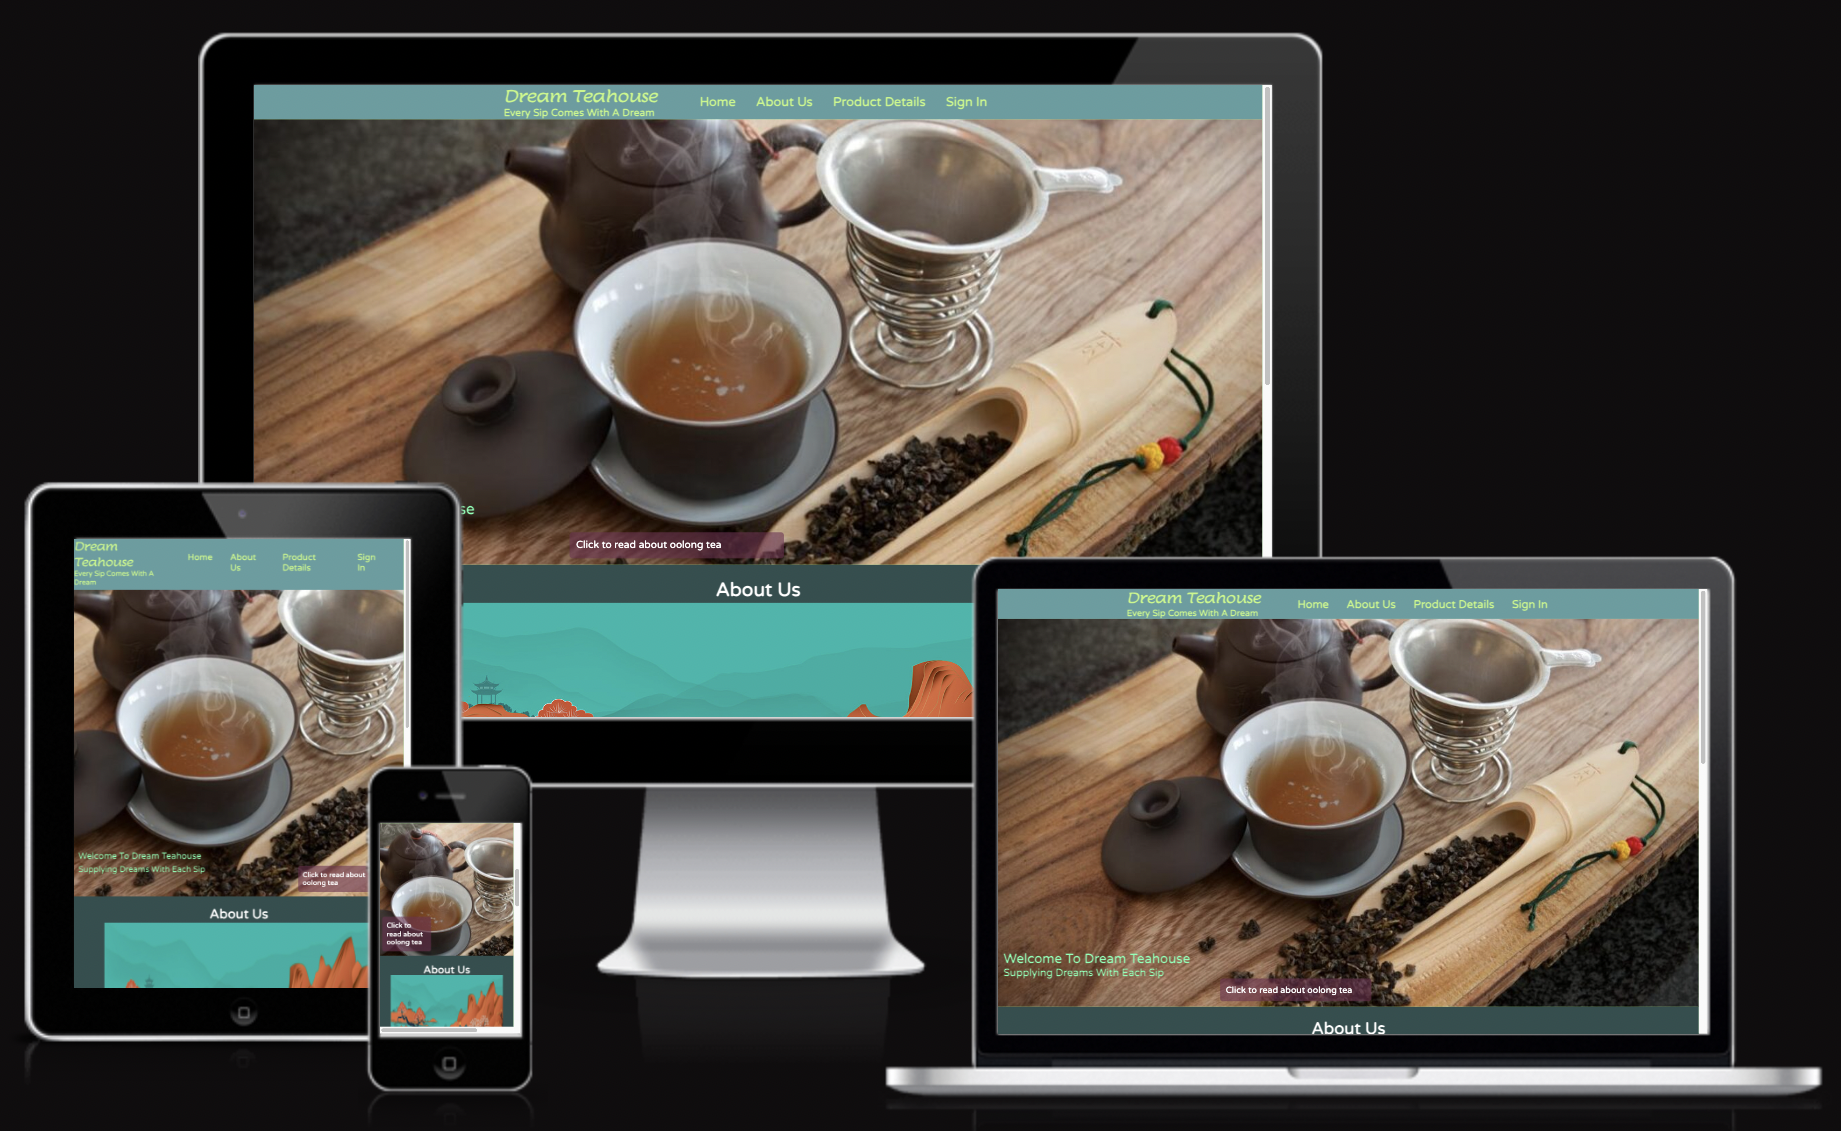 Dream Teahouse
Every Sip Comes With A Dream
Home
About Us
Product Details
Sign In
se
Click to read about oolong tea
About Us
Dream
Teahouse
Every Sip Comes With A
Dream
Home
About
Us
Product
Details
Sign
In
Welcome To Dream Teahouse
Supplying Dreams With Each Sip
Click to read about
oolong tea
About Us
Click to
read about
oolong tea
About Us
Dream Teahouse
Every Sip Comes With A Dream
Home
About Us
Product Details
Sign In
Welcome To Dream Teahouse
Supplying Dreams With Each Sip
Click to read about oolong tea
About Us